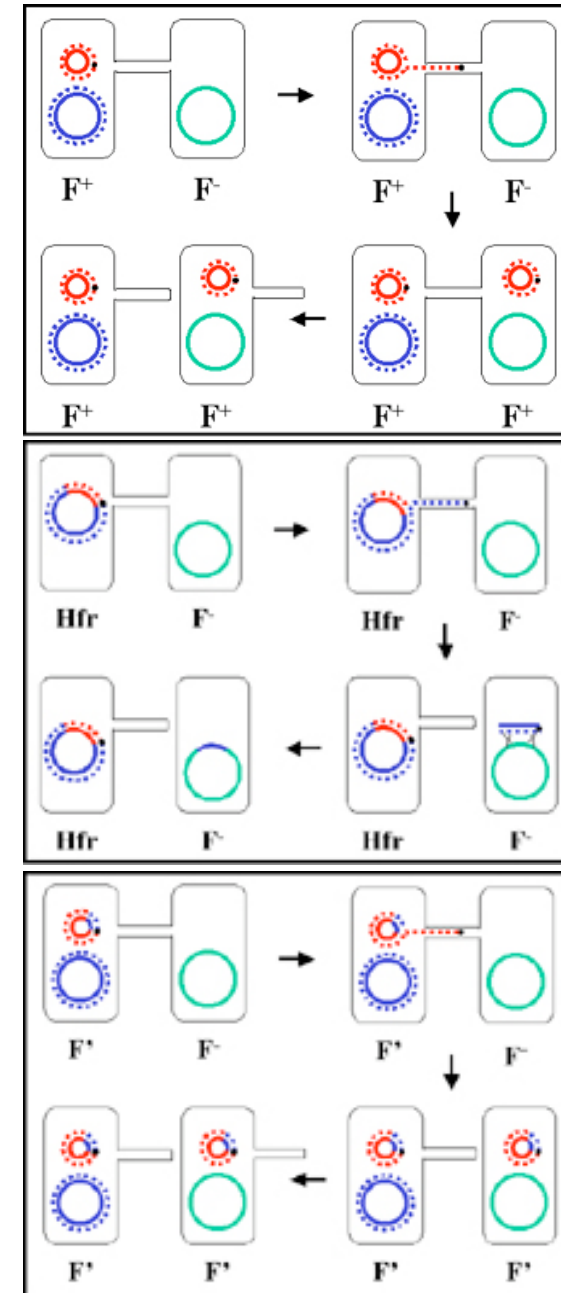 F⁺ F⁻ F⁺ F⁻
F⁺ F⁺ F⁺ F⁺
Hfr F⁻ Hfr F⁻
Hfr F⁻ Hfr F⁻
F’ F⁻ F’ F⁻
F’ F’ F’ F’